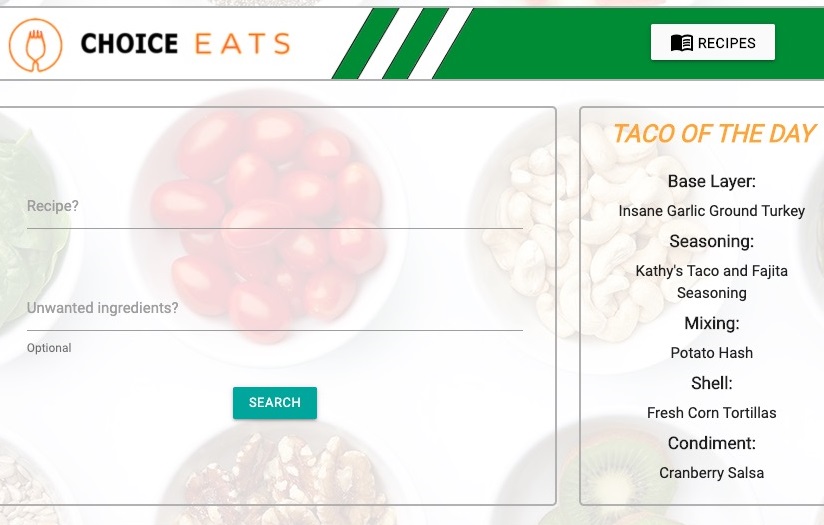 CHOICE EATS
RECIPES
Recipe?
Unwanted ingredients?
Optional
SEARCH
TACO OF THE DAY
Base Layer:
Insane Garlic Ground Turkey
Seasoning:
Kathy's Taco and Fajita
Seasoning
Mixing:
Potato Hash
Shell:
Fresh Corn Tortillas
Condiment:
Cranberry Salsa